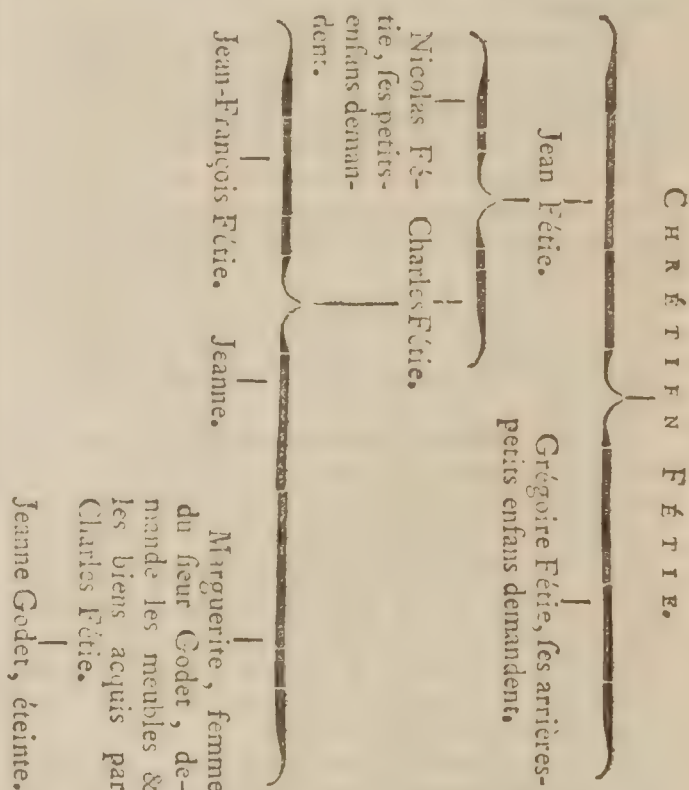 CHRÉTIEN FÉTIE.
Jean Fétie.
Grégoire Fétie, ſes arrières-
petits enfans demandent.
Nicolas Fé-
tie, ſes petits-
enfans deman-
dent.
Charles Fétie.
Jean-François Fétie.
Jeanne.
Marguerite, femme
du ſieur Godet, de-
mande les meubles &
les biens acquis par
Charles Fétie.
Jeanne Godet, éteinte.